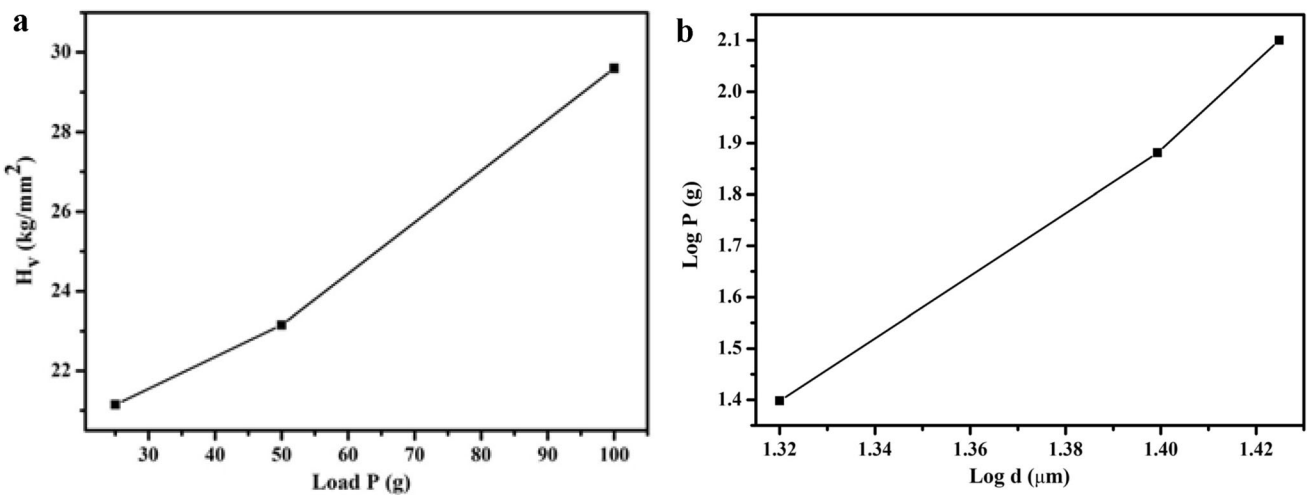 a
30
28
26
24
22
H_v (kg/mm²)
30 40 50 60 70 80 90 100
Load P (g)
b
2.1
2.0
1.9
1.8
1.7
1.6
1.5
1.4
Log P (g)
1.32 1.34 1.36 1.38 1.40 1.42
Log d (μm)